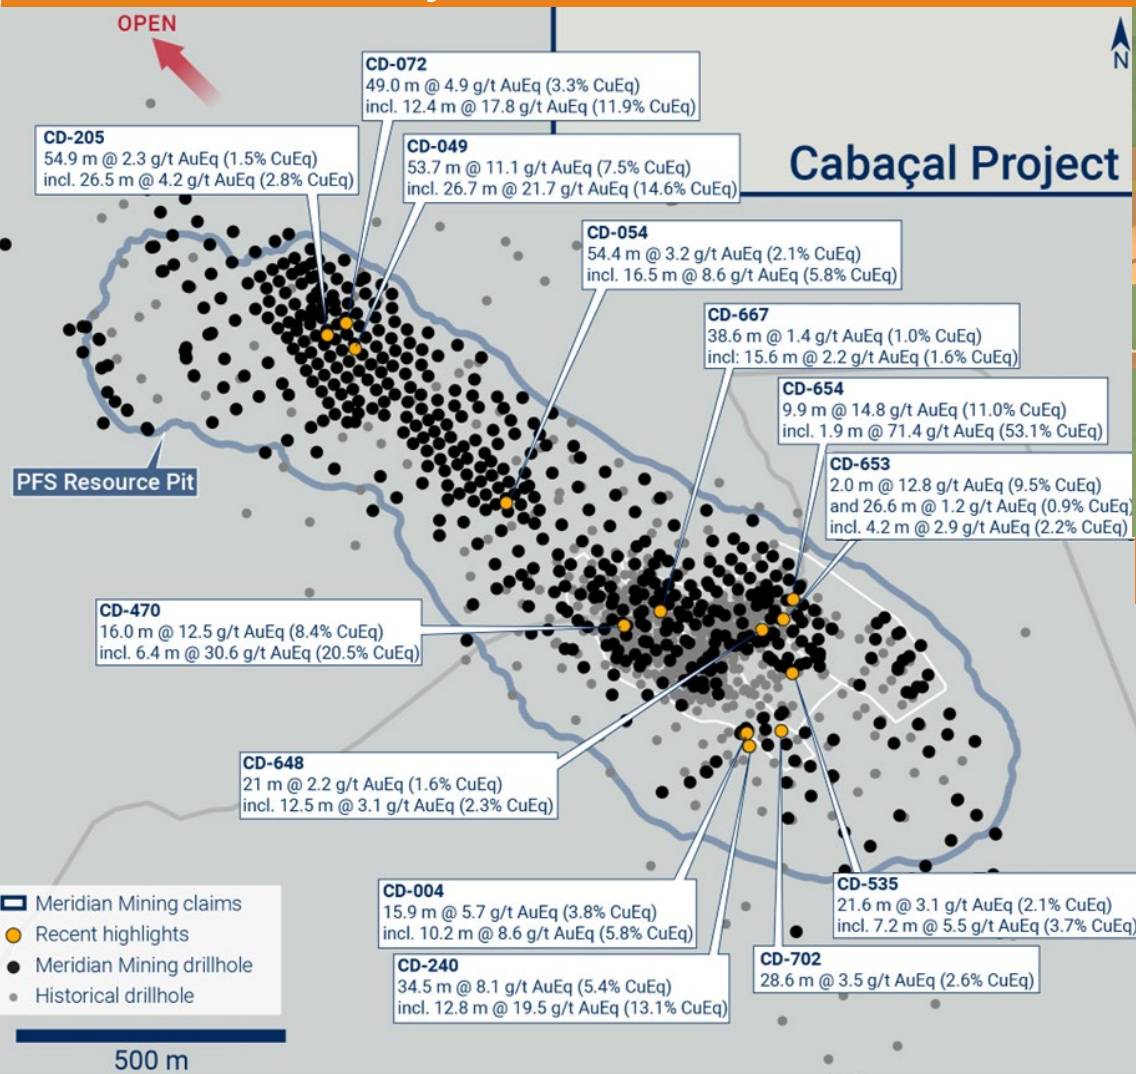 OPEN
N
Cabaçal Project
CD-072
49.0 m @ 4.9 g/t AuEq (3.3% CuEq)
incl. 12.4 m @ 17.8 g/t AuEq (11.9% CuEq)
CD-205
54.9 m @ 2.3 g/t AuEq (1.5% CuEq)
incl. 26.5 m @ 4.2 g/t AuEq (2.8% CuEq)
CD-049
53.7 m @ 11.1 g/t AuEq (7.5% CuEq)
incl. 26.7 m @ 21.7 g/t AuEq (14.6% CuEq)
CD-054
54.4 m @ 3.2 g/t AuEq (2.1% CuEq)
incl. 16.5 m @ 8.6 g/t AuEq (5.8% CuEq)
CD-667
38.6 m @ 1.4 g/t AuEq (1.0% CuEq)
incl: 15.6 m @ 2.2 g/t AuEq (1.6% CuEq)
CD-654
9.9 m @ 14.8 g/t AuEq (11.0% CuEq)
incl. 1.9 m @ 71.4 g/t AuEq (53.1% CuEq)
CD-653
2.0 m @ 12.8 g/t AuEq (9.5% CuEq)
and 26.6 m @ 1.2 g/t AuEq (0.9% CuEq)
incl. 4.2 m @ 2.9 g/t AuEq (2.2% CuEq)
PFS Resource Pit
CD-470
16.0 m @ 12.5 g/t AuEq (8.4% CuEq)
incl. 6.4 m @ 30.6 g/t AuEq (20.5% CuEq)
CD-648
21 m @ 2.2 g/t AuEq (1.6% CuEq)
incl. 12.5 m @ 3.1 g/t AuEq (2.3% CuEq)
CD-004
15.9 m @ 5.7 g/t AuEq (3.8% CuEq)
incl. 10.2 m @ 8.6 g/t AuEq (5.8% CuEq)
CD-535
21.6 m @ 3.1 g/t AuEq (2.1% CuEq)
incl. 7.2 m @ 5.5 g/t AuEq (3.7% CuEq)
CD-240
34.5 m @ 8.1 g/t AuEq (5.4% CuEq)
incl. 12.8 m @ 19.5 g/t AuEq (13.1% CuEq)
CD-702
28.6 m @ 3.5 g/t AuEq (2.6% CuEq)
Meridian Mining claims
Recent highlights
Meridian Mining drillhole
Historical drillhole
500 m